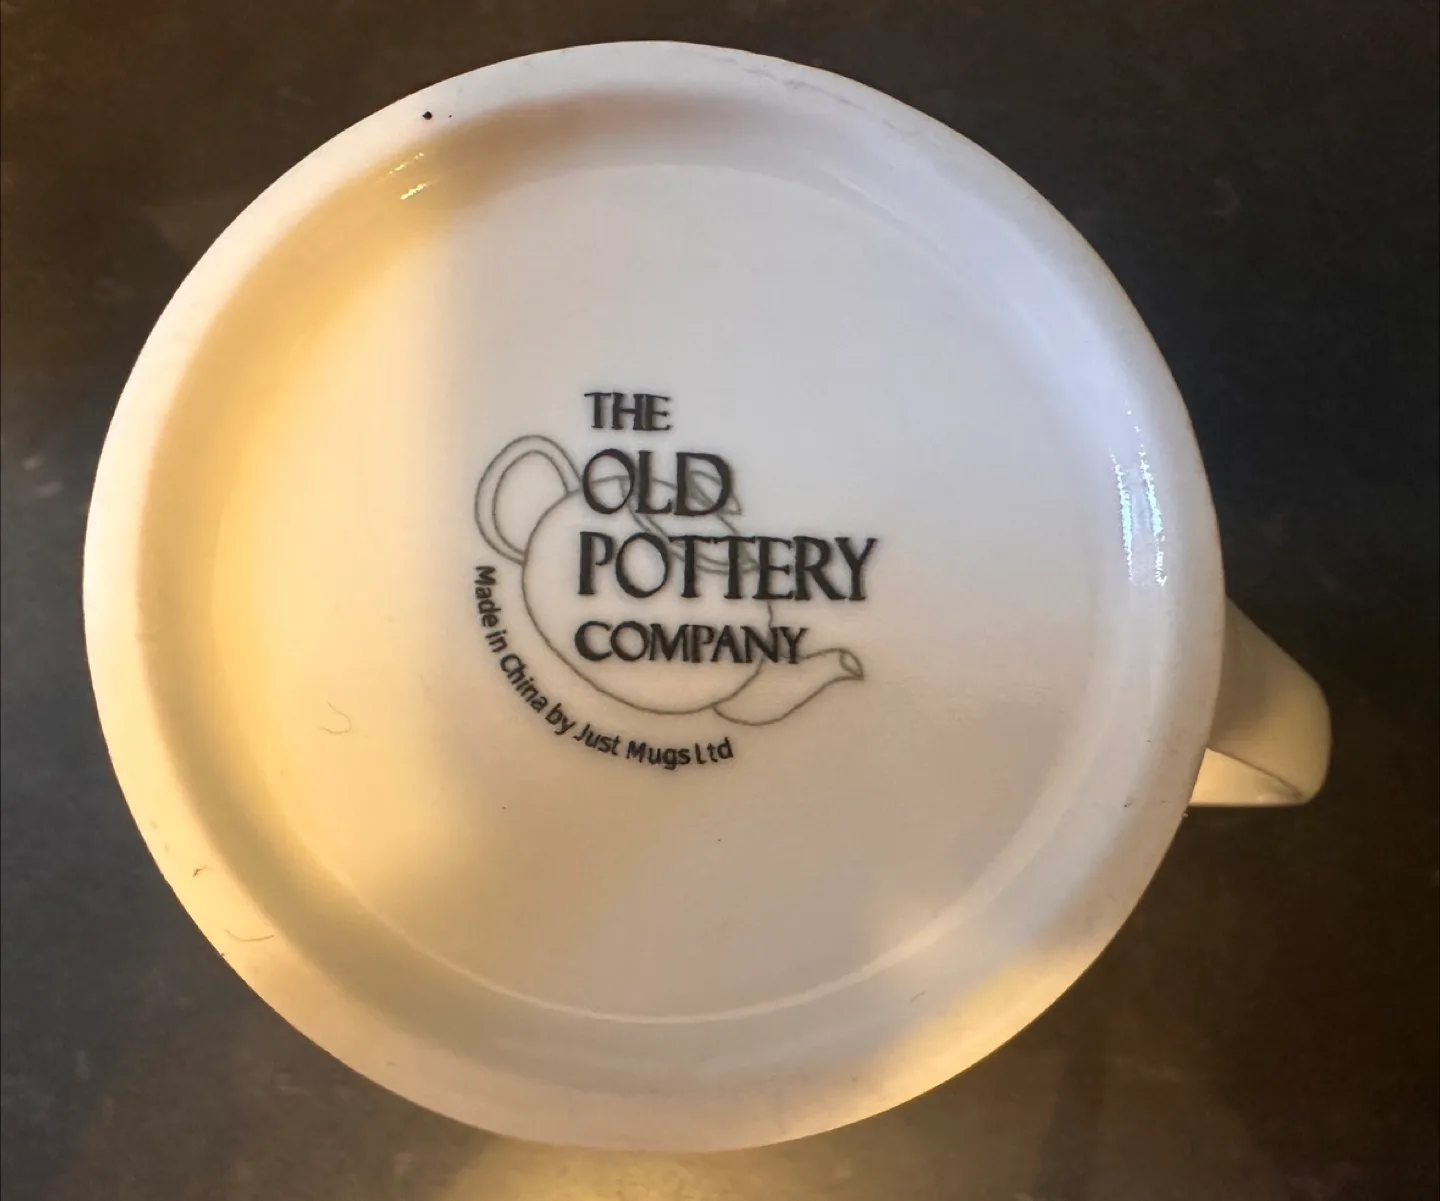 THE
OLD
POTTERY
COMPANY
Made in China by Just Mugs Ltd